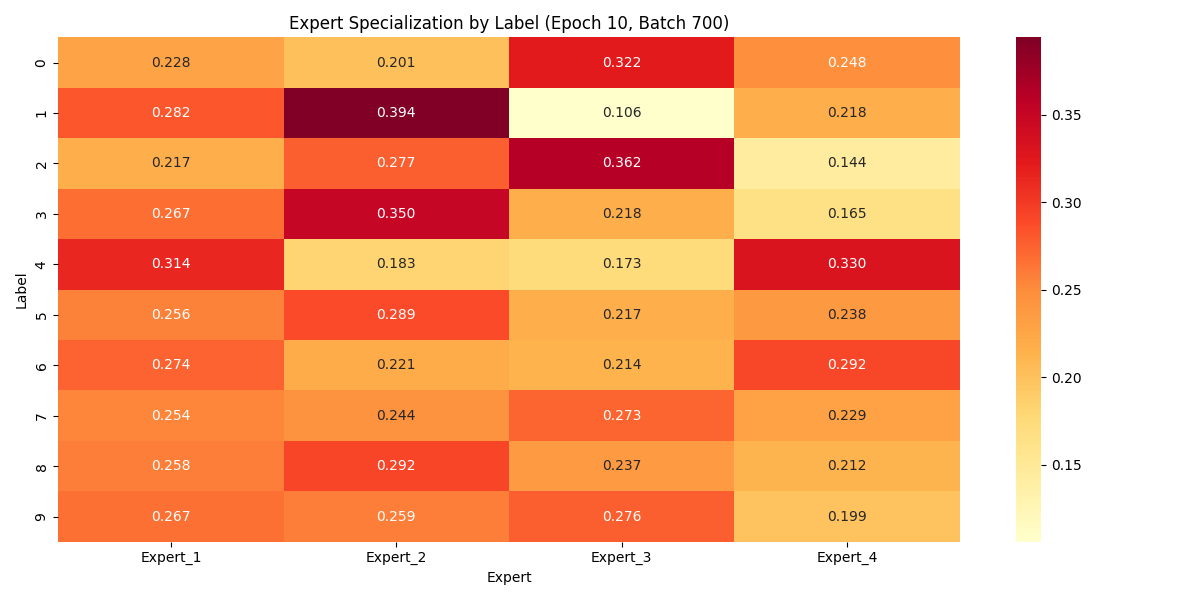 Expert Specialization by Label (Epoch 10, Batch 700)
0 0.228 0.201 0.322 0.248
1 0.282 0.394 0.106 0.218
2 0.217 0.277 0.362 0.144
3 0.267 0.350 0.218 0.165
4 0.314 0.183 0.173 0.330
5 0.256 0.289 0.217 0.238
6 0.274 0.221 0.214 0.292
7 0.254 0.244 0.273 0.229
8 0.258 0.292 0.237 0.212
9 0.267 0.259 0.276 0.199
Label
Expert_1 Expert_2 Expert_3 Expert_4
Expert
0.35
0.30
0.25
0.20
0.15